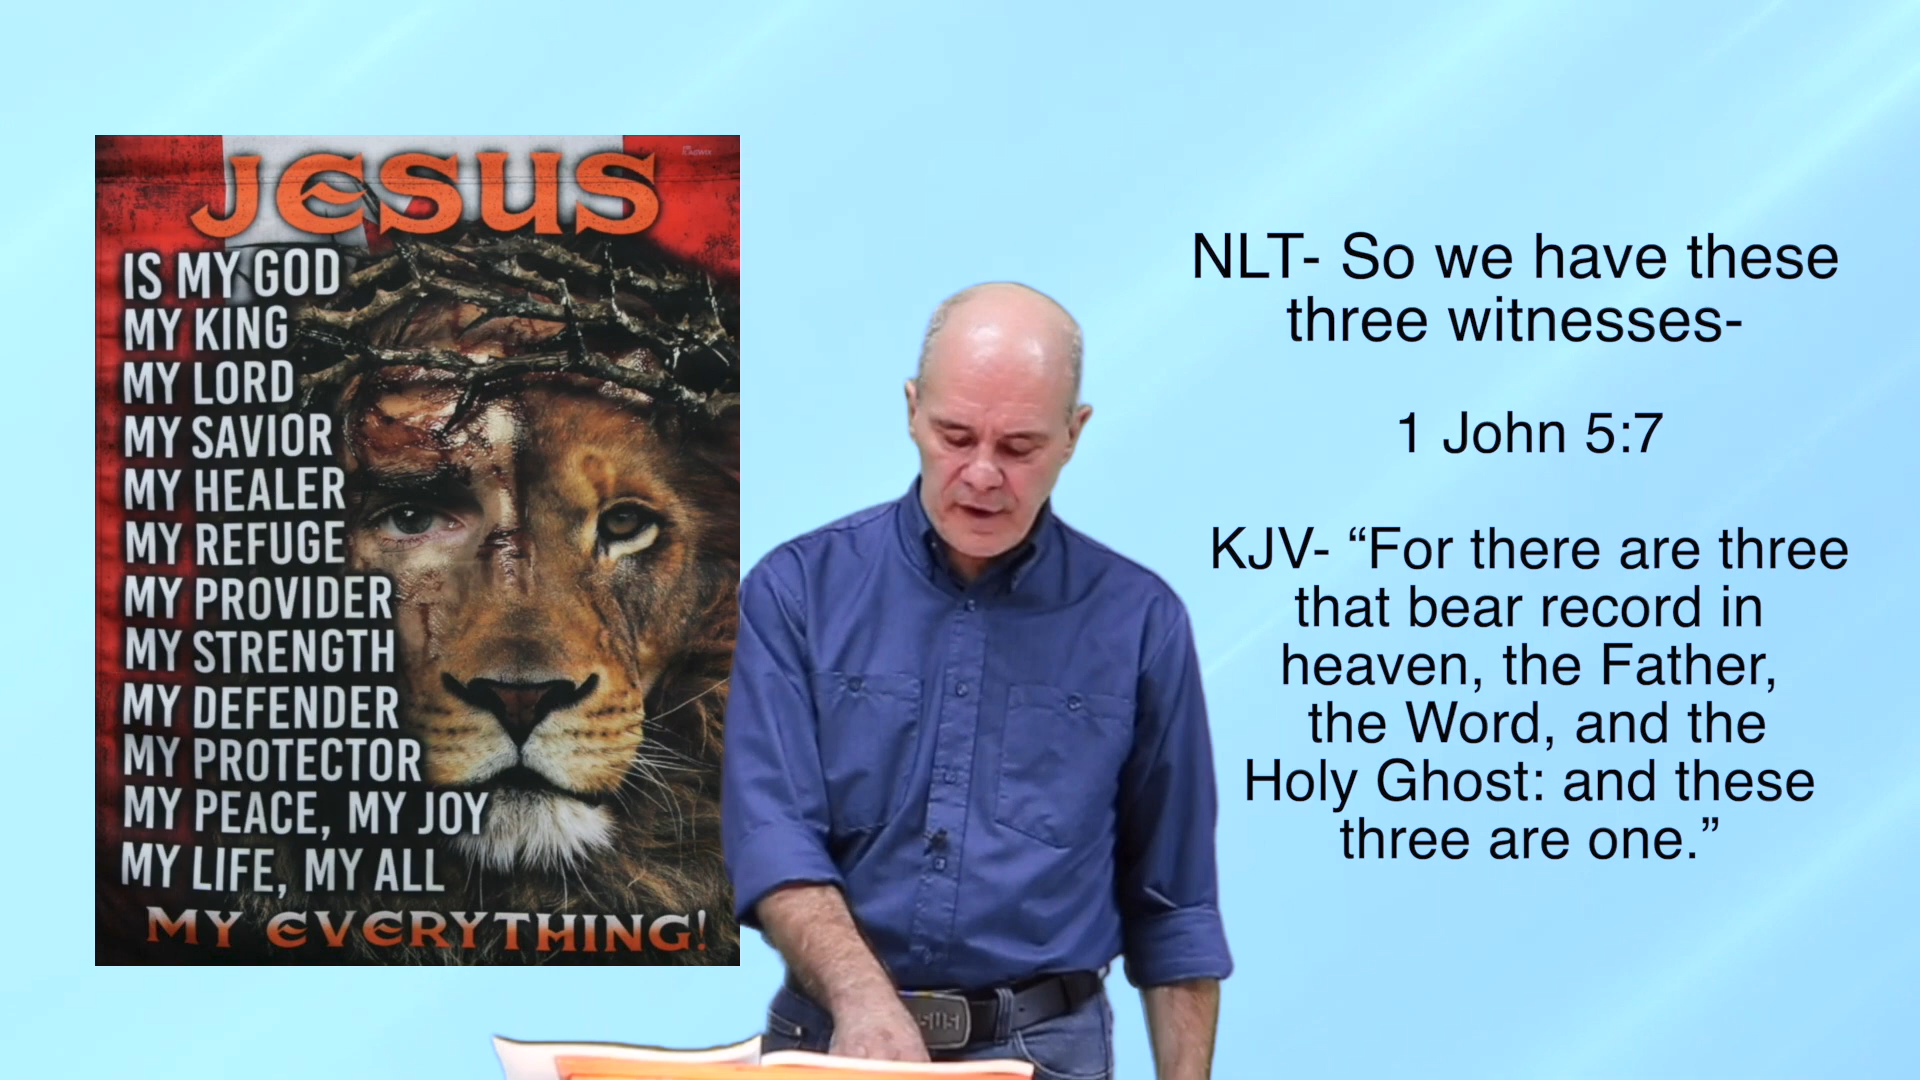 JESUS
IS MY GOD
MY KING
MY LORD
MY SAVIOR
MY HEALER
MY REFUGE
MY PROVIDER
MY STRENGTH
MY DEFENDER
MY PROTECTOR
MY PEACE, MY JOY
MY LIFE, MY ALL
MY EVERYTHING!
NLT- So we have these
three witnesses-
1 John 5:7
KJV- “For there are three
that bear record in
heaven, the Father,
the Word, and the
Holy Ghost: and these
three are one.”